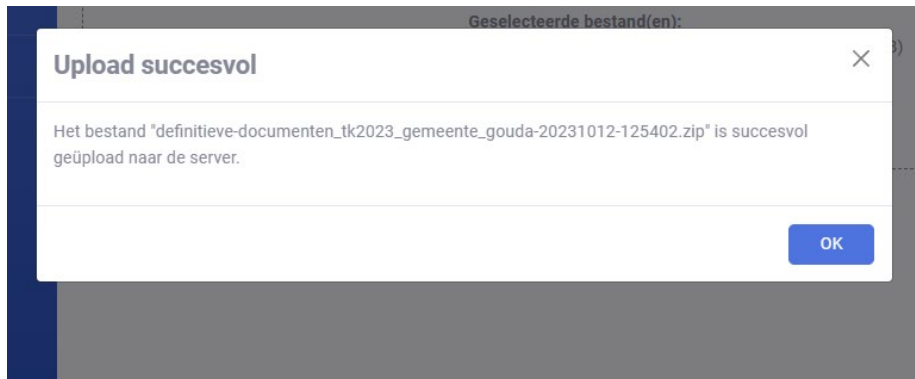 Geselecteerde bestand(en):
3)
Upload succesvol
Het bestand "definitieve-documenten_tk2023_gemeente_gouda-20231012-125402.zip" is succesvol
geüpload naar de server.
OK